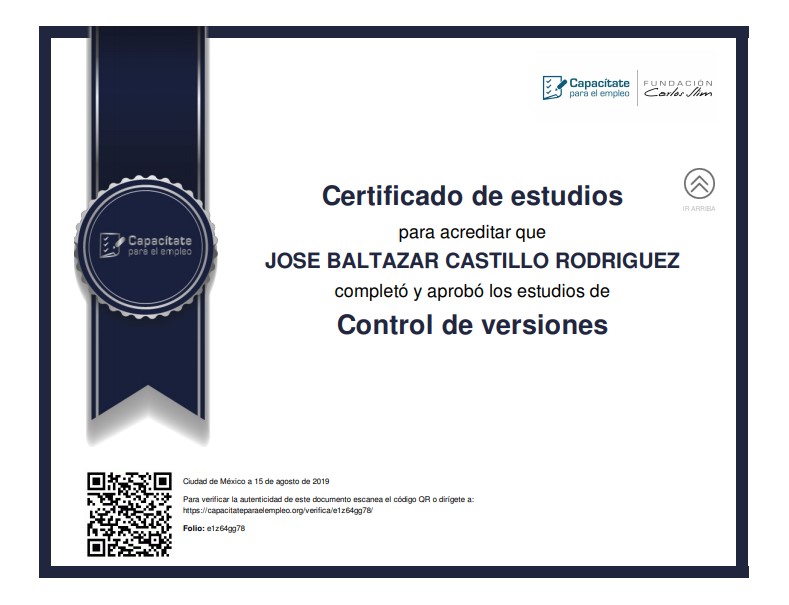 Capacítate
para el empleo
FUNDACIÓN
Carlos Slim
Certificado de estudios
IR ARRIBA
para acreditar que
JOSE BALTAZAR CASTILLO RODRIGUEZ
completó y aprobó los estudios de
Control de versiones
Capacítate
para el empleo
Ciudad de México a 15 de agosto de 2019
Para verificar la autenticidad de este documento escanea el código QR o dirígete a:
https://capacitateparaelempleo.org/verifica/e1z64gg78/
Folio: e1z64gg78